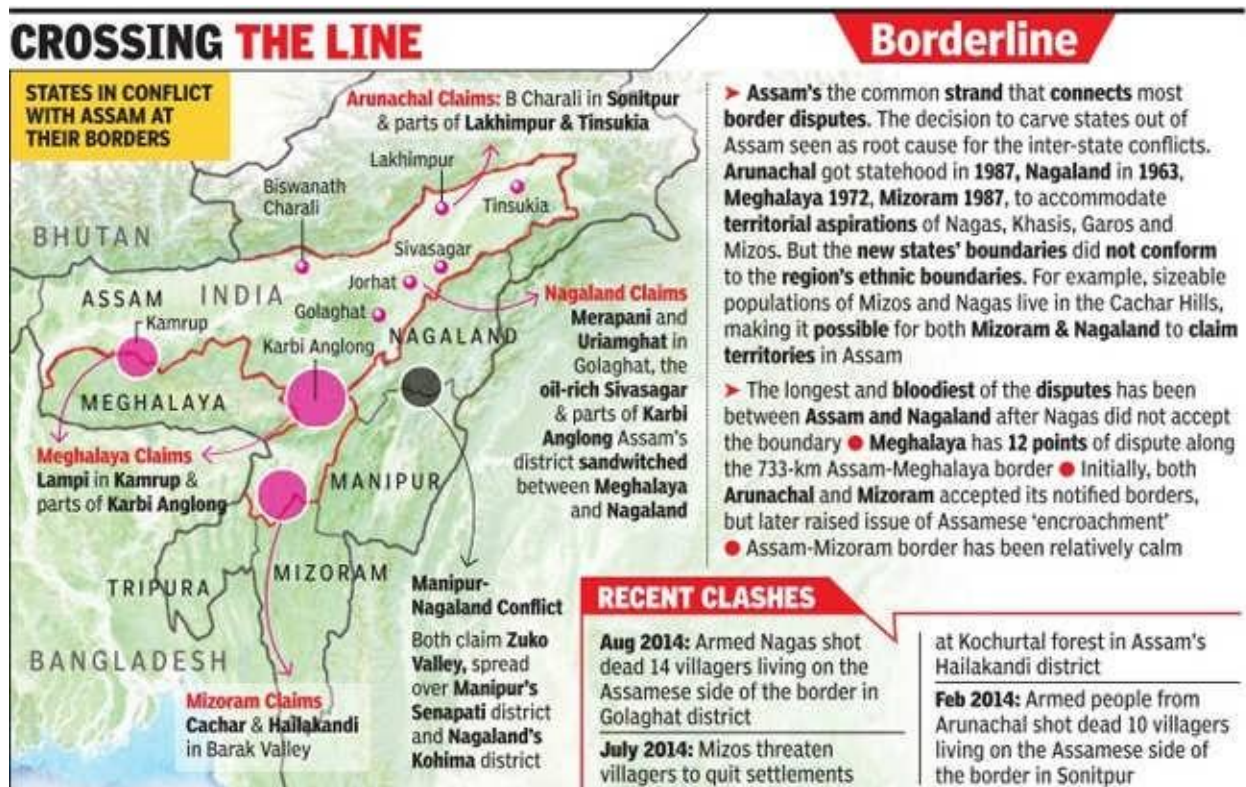 CROSSING THE LINE
STATES IN CONFLICT
WITH ASSAM AT
THEIR BORDERS
Arunachal Claims: B Charali in Sonitpur
& parts of Lakhimpur & Tinsukia
Lakhimpur
Biswanath
Charali
Tinsukia
BHUTAN
Sivasagar
Jorhat
ASSAM
INDIA
Kamrup
Golaghat
Karbi Anglong
NAGALAND
MEGHALAYA
Nagaland Claims
Merapani and
Uriamghat in
Golaghat, the
oil-rich Sivasagar
& parts of Karbi
Anglong Assam's
district sandwitched
between Meghalaya
and Nagaland
Meghalaya Claims
Lampi in Kamrup &
parts of Karbi Anglong
MANIPUR
TRIPURA
MIZORAM
BANGLADESH
Mizoram Claims
Cachar & Hailakandi
in Barak Valley
Manipur-
Nagaland Conflict
Both claim Zuko
Valley, spread
over Manipur's
Senapati district
and Nagaland's
Kohima district
Borderline
➤ Assam's the common strand that connects most
border disputes. The decision to carve states out of
Assam seen as root cause for the inter-state conflicts.
Arunachal got statehood in 1987, Nagaland in 1963,
Meghalaya 1972, Mizoram 1987, to accommodate
territorial aspirations of Nagas, Khasis, Garos and
Mizos. But the new states' boundaries did not conform
to the region's ethnic boundaries. For example, sizeable
populations of Mizos and Nagas live in the Cachar Hills,
making it possible for both Mizoram & Nagaland to claim
territories in Assam
➤ The longest and bloodiest of the disputes has been
between Assam and Nagaland after Nagas did not accept
the boundary ● Meghalaya has 12 points of dispute along
the 733-km Assam-Meghalaya border ● Initially, both
Arunachal and Mizoram accepted its notified borders,
but later raised issue of Assamese 'encroachment'
● Assam-Mizoram border has been relatively calm
RECENT CLASHES
Aug 2014: Armed Nagas shot
dead 14 villagers living on the
Assamese side of the border in
Golaghat district
July 2014: Mizos threaten
villagers to quit settlements
at Kochurtal forest in Assam's
Hailakandi district
Feb 2014: Armed people from
Arunachal shot dead 10 villagers
living on the Assamese side of
the border in Sonitpur